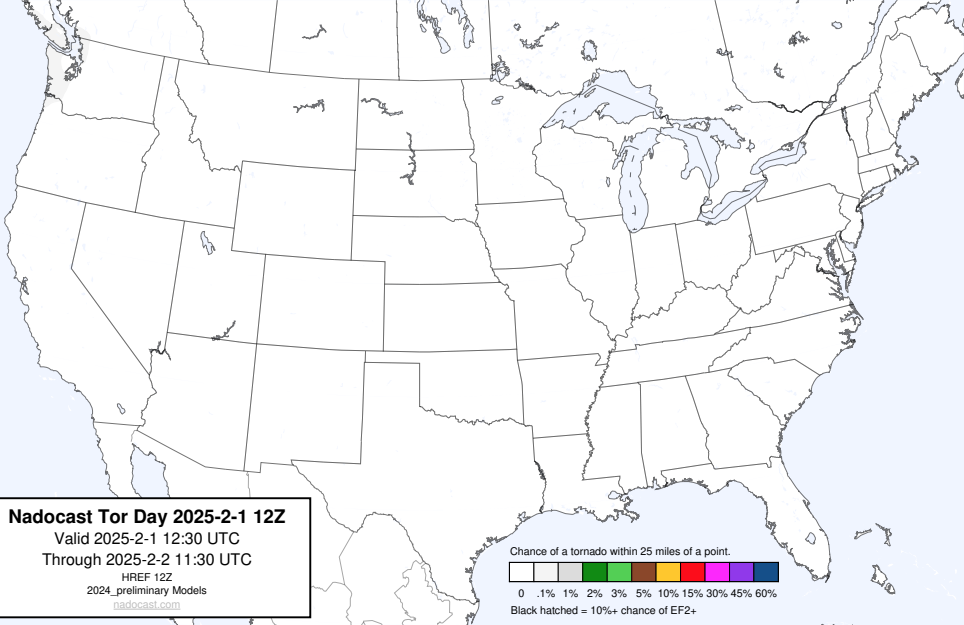 Nadocast Tor Day 2025-2-1 12Z
Valid 2025-2-1 12:30 UTC
Through 2025-2-2 11:30 UTC
HREF 12Z
2024_preliminary Models
nadocast.com
Chance of a tornado within 25 miles of a point.
0 .1% 1% 2% 3% 5% 10% 15% 30% 45% 60%
Black hatched = 10%+ chance of EF2+